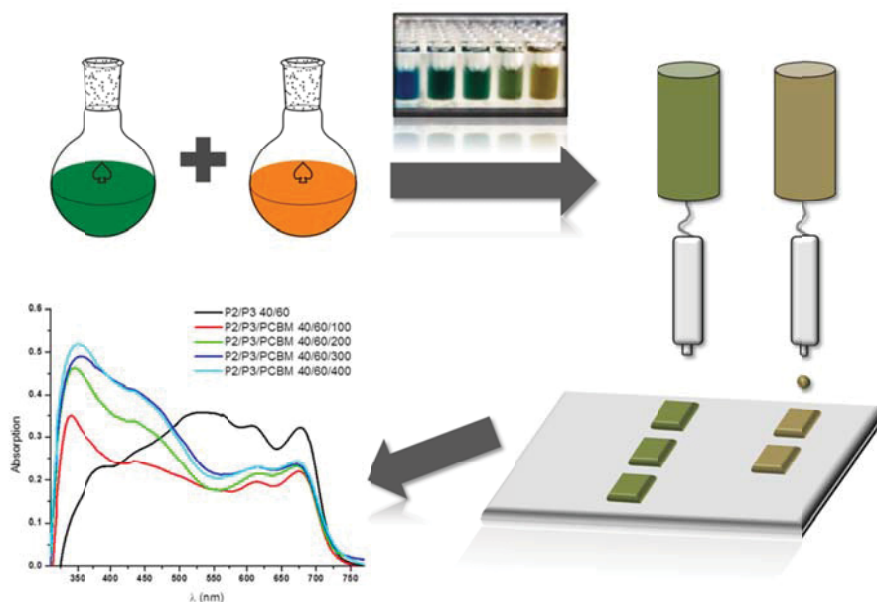 0.6
0.5
0.4
0.3
0.2
0.1
0.0
Absorption
P2/P3 40/60
P2/P3/PCBM 40/60/100
P2/P3/PCBM 40/60/200
P2/P3/PCBM 40/60/300
P2/P3/PCBM 40/60/400
350 400 450 500 550 600 650 700 750
λ (nm)